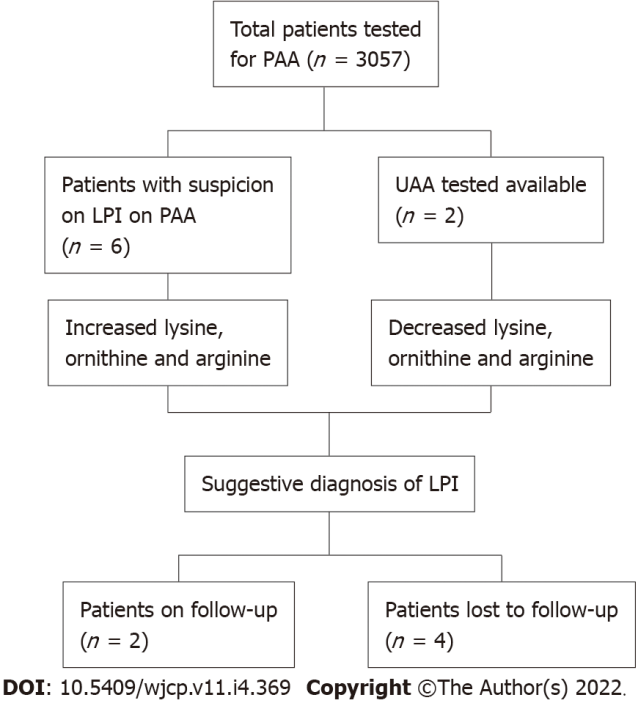 Total patients tested
for PAA (n = 3057)
Patients with suspicion
on LPI on PAA
(n = 6)
UAA tested available
(n = 2)
Increased lysine,
ornithine and arginine
Decreased lysine,
ornithine and arginine
Suggestive diagnosis of LPI
Patients on follow-up
(n = 2)
Patients lost to follow-up
(n = 4)
DOI: 10.5409/wjcp.v11.i4.369 Copyright ©The Author(s) 2022.